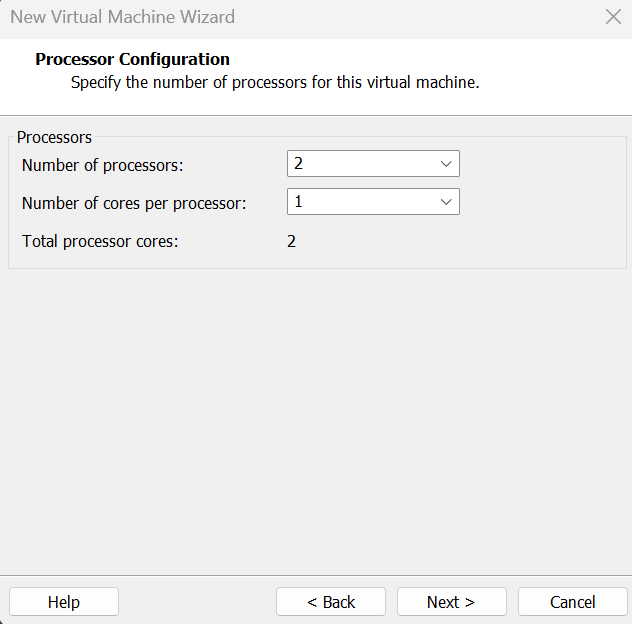 New Virtual Machine Wizard
Processor Configuration
Specify the number of processors for this virtual machine.
Processors
Number of processors: 2
Number of cores per processor: 1
Total processor cores: 2
Help < Back Next > Cancel